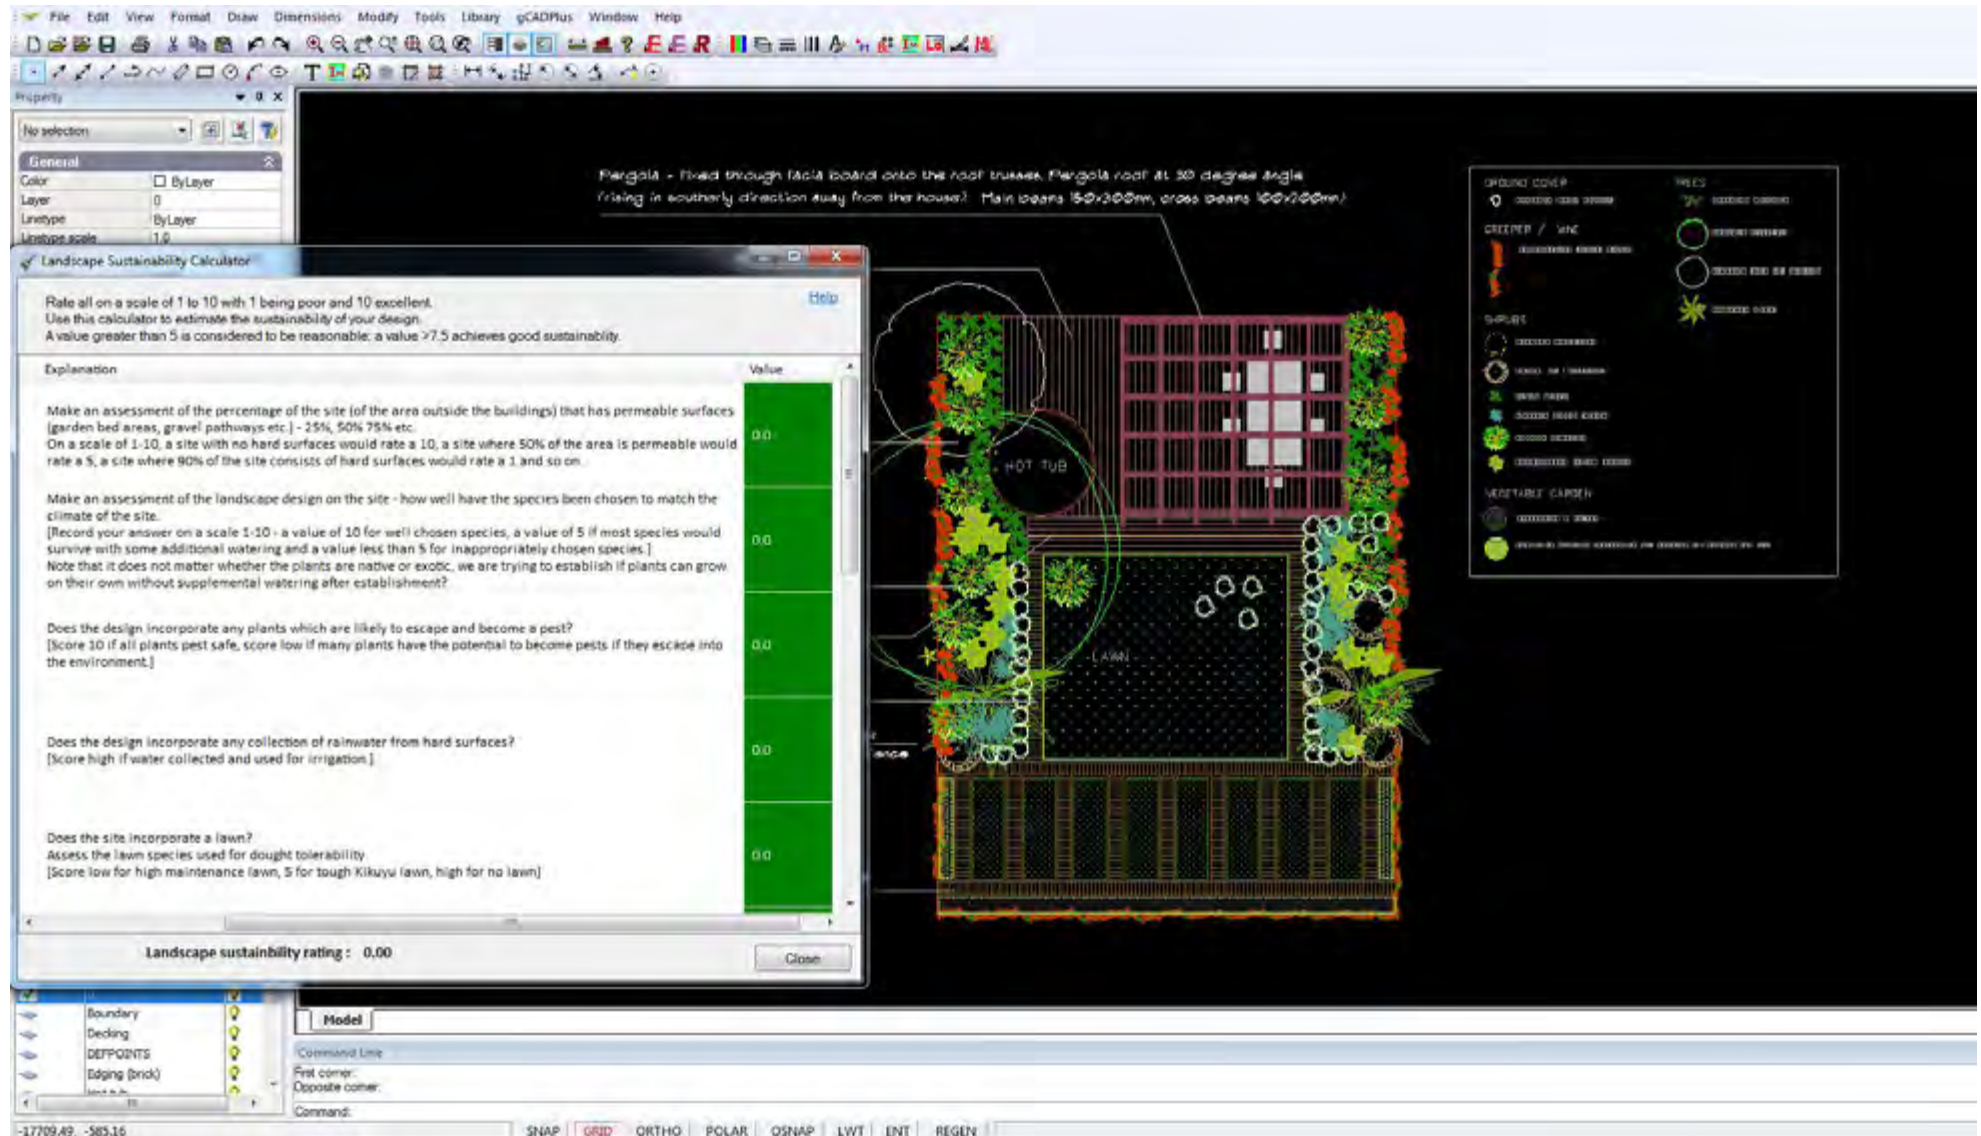 File Edit View Format Draw Dimensions Modify Tools Library gCADPlus Window Help
Property
No selection
General
Color ByLayer
Layer 0
Linetype ByLayer
Linetype scale 1.0
Landscape Sustainability Calculator
Rate all on a scale of 1 to 10 with 1 being poor and 10 excellent.
Help
Use this calculator to estimate the sustainability of your design.
A value greater than 5 is considered to be reasonable: a value >7.5 achieves good sustainablity.
Explanation Value
Make an assessment of the percentage of the site (of the area outside the buildings) that has permeable surfaces
(garden bed areas, gravel pathways etc.) - 25%, 50% 75% etc.
On a scale of 1-10, a site with no hard surfaces would rate a 10, a site where 50% of the area is permeable would
rate a 5, a site where 90% of the site consists of hard surfaces would rate a 1 and so on.
0.0
Make an assessment of the landscape design on the site - how well have the species been chosen to match the
climate of the site.
[Record your answer on a scale 1-10 - a value of 10 for well chosen species, a value of 5 if most species would
survive with some additional watering and a value less than 5 for inappropriately chosen species.]
Note that it does not matter whether the plants are native or exotic, we are trying to establish if plants can grow
on their own without supplemental watering after establishment?
0.0
Does the design incorporate any plants which are likely to escape and become a pest?
[Score 10 if all plants pest safe, score low if many plants have the potential to become pests if they escape into
the environment.]
0.0
Does the design incorporate any collection of rainwater from hard surfaces?
[Score high if water collected and used for irrigation.]
0.0
Does the site incorporate a lawn?
Assess the lawn species used for dought tolerability
[Score low for high maintenance lawn, 5 for tough Kikuyu lawn, high for no lawn]
0.0
Landscape sustainbility rating : 0.00
Close
Pergola - fixed through facia board onto the roof trusses. Pergola roof at 30 degree angle
(rising in southerly direction away from the house). Main beams 150x300mm, cross beams 100x200mm)
HOT TUB
LAWN
GROUND COVER
CREEPER / VINE
SHRUBS
VEGETABLE GARDEN
TREES
Boundary
Decking
DEFPOINTS
Edging (brick)
Model
Command Line
First corner:
Opposite corner:
Command:
-17709.49, -585.16
SNAP GRID ORTHO POLAR OSNAP LWT ENT REGEN